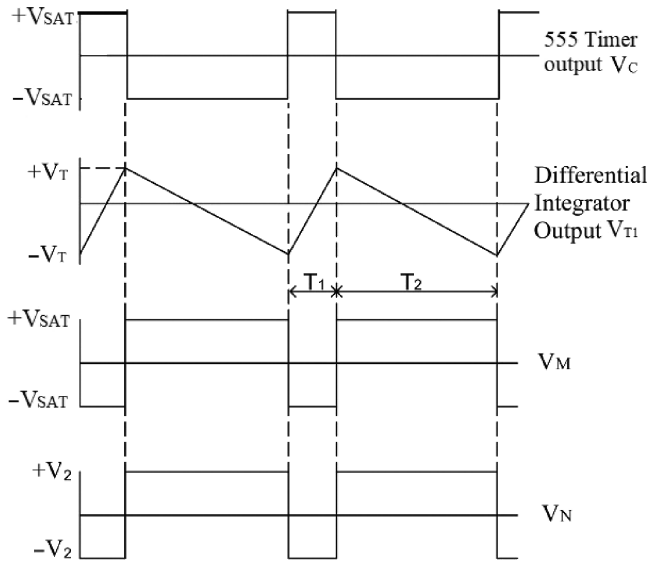 +VSAT
555 Timer
output VC
−VSAT
+VT
Differential
Integrator
Output VT1
−VT
T1
T2
+VSAT
VM
−VSAT
+V2
VN
−V2